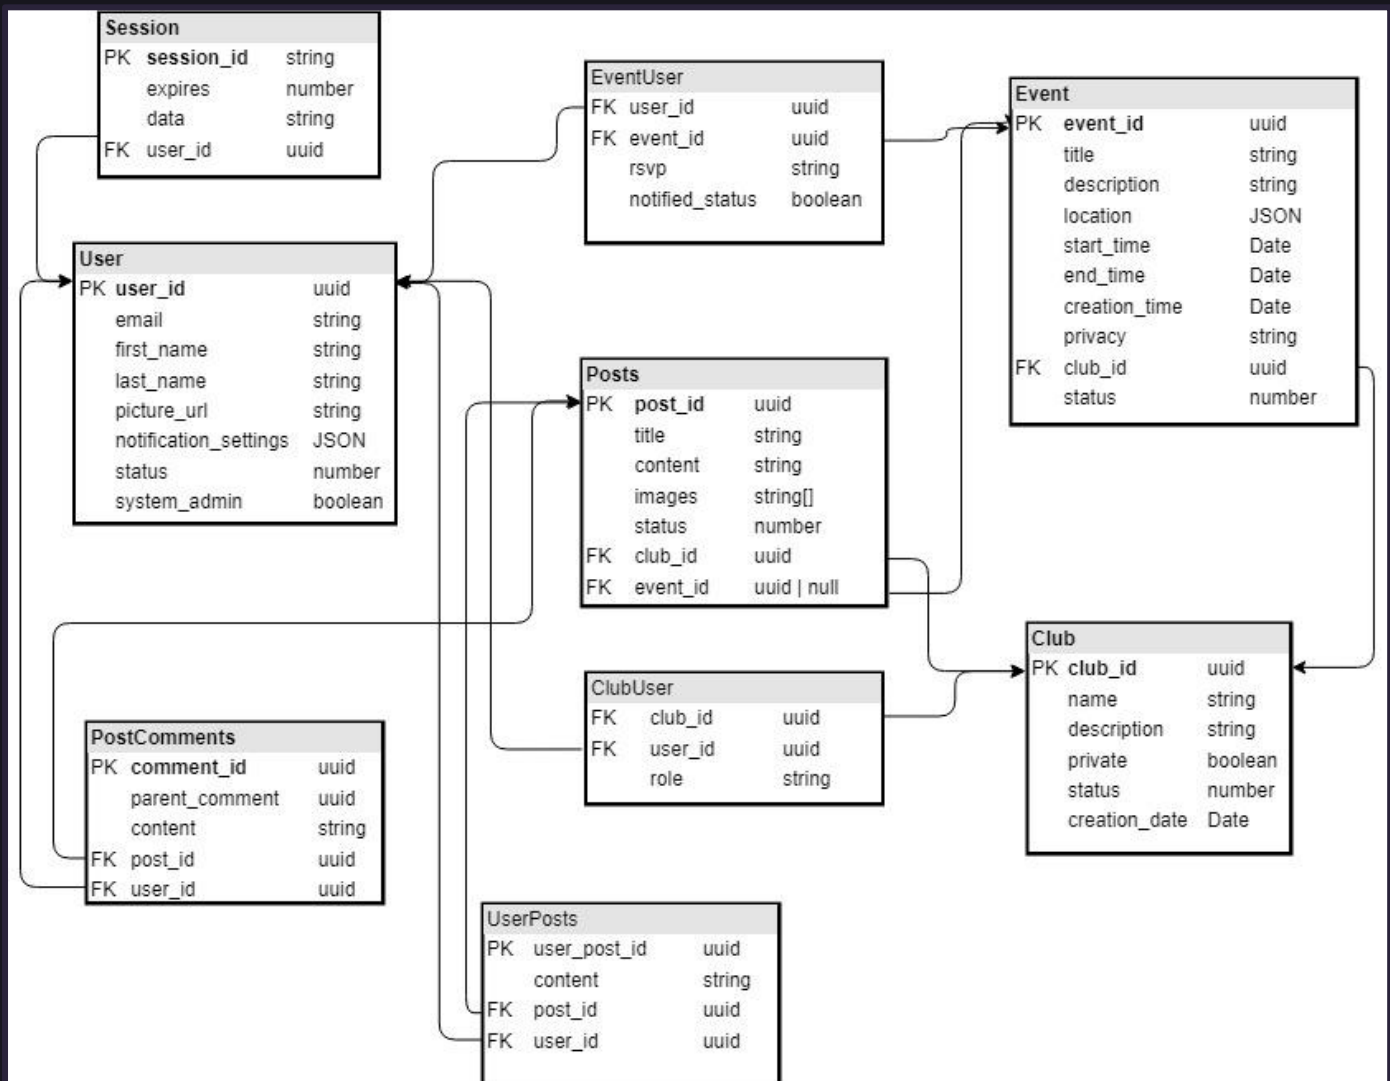 Session
PK session_id string
expires number
data string
FK user_id uuid
EventUser
FK user_id uuid
FK event_id uuid
rsvp string
notified_status boolean
Event
PK event_id uuid
title string
description string
location JSON
start_time Date
end_time Date
creation_time Date
privacy string
FK club_id uuid
status number
User
PK user_id uuid
email string
first_name string
last_name string
picture_url string
notification_settings JSON
status number
system_admin boolean
Posts
PK post_id uuid
title string
content string
images string[]
status number
FK club_id uuid
FK event_id uuid | null
Club
PK club_id uuid
name string
description string
private boolean
status number
creation_date Date
ClubUser
FK club_id uuid
FK user_id uuid
role string
PostComments
PK comment_id uuid
parent_comment uuid
content string
FK post_id uuid
FK user_id uuid
UserPosts
PK user_post_id uuid
content string
FK post_id uuid
FK user_id uuid